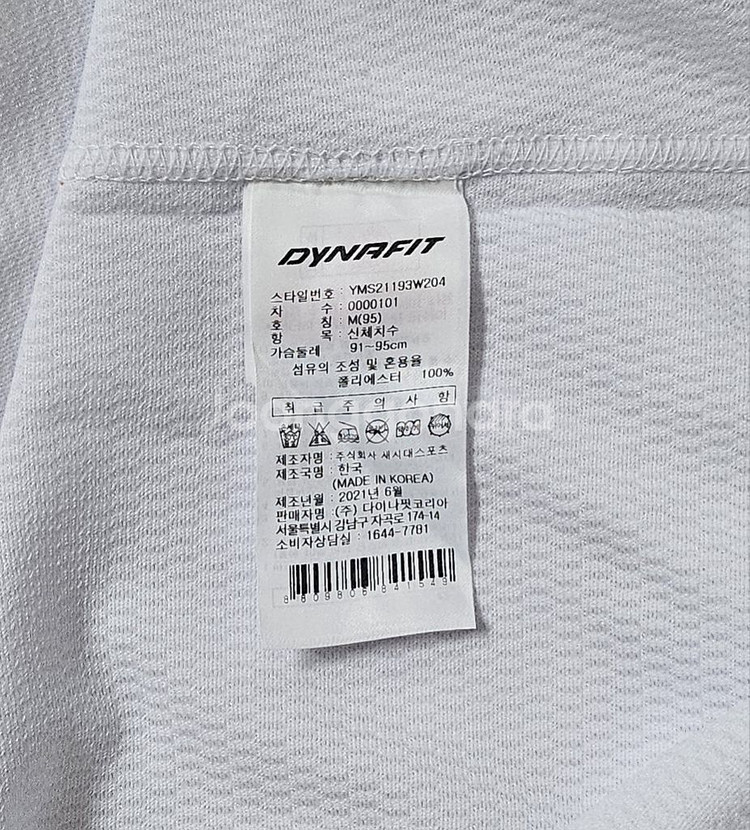 DYNAFIT
스타일번호 : YMS21193W204
차 수 : 0000101
호 칭 : M(95)
항 목 : 신체치수
가슴둘레 91~95cm
섬유의 조성 및 혼용율
폴리에스터 100%
취 급 주 의 사 항
제조자명 : 주식회사 새시대스포츠
제조국명 : 한국
(MADE IN KOREA)
제조년월 : 2021년 6월
판매자명 : (주) 다이나핏코리아
서울특별시 강남구 자곡로 174-14
소비자상담실 : 1644-7781
8 809806 841549